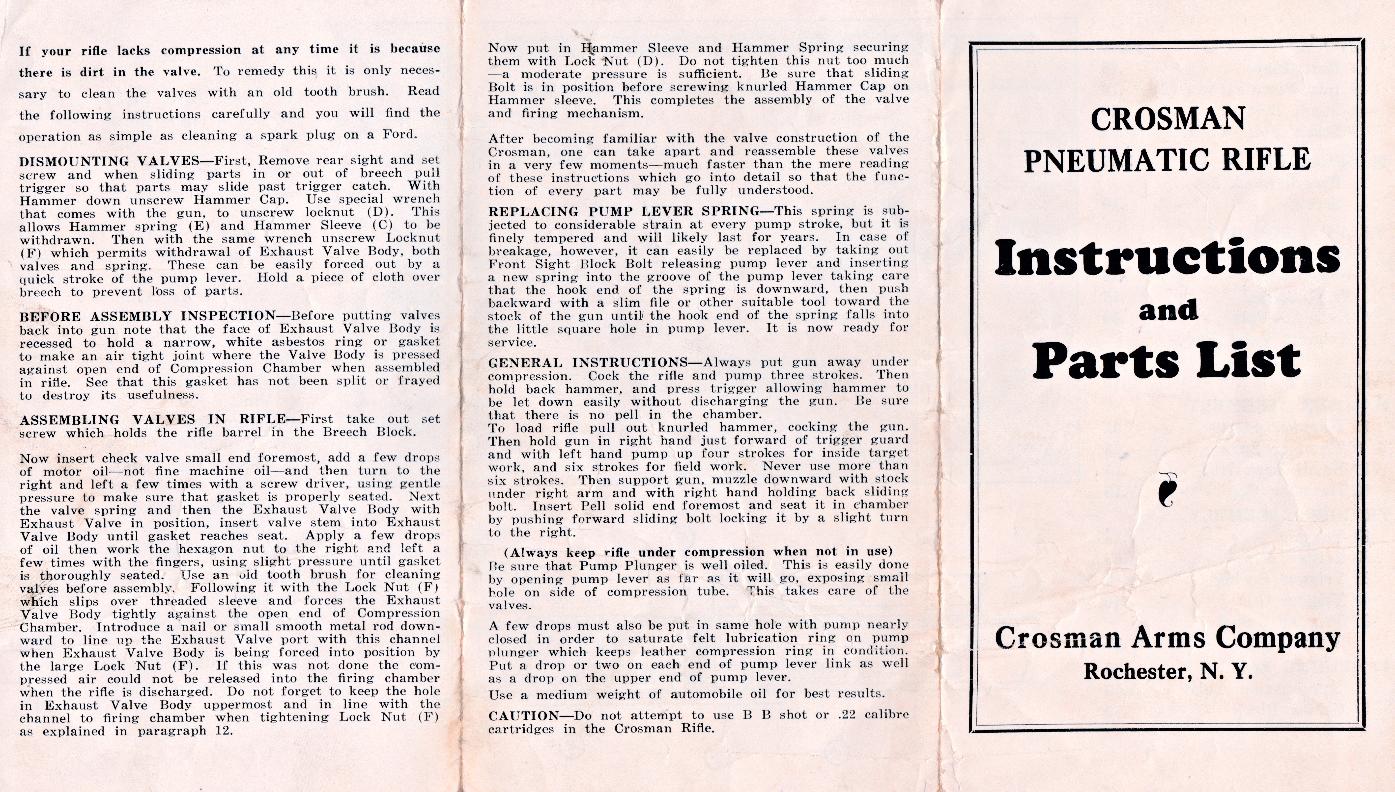 If your rifle lacks compression at any time it is because
there is dirt in the valve. To remedy this it is only neces-
sary to clean the valves with an old tooth brush. Read
the following instructions carefully and you will find the
operation as simple as cleaning a spark plug on a Ford.
DISMOUNTING VALVES—First, Remove rear sight and set
screw and when sliding parts in or out of breech pull
trigger so that parts may slide past trigger catch. With
Hammer down unscrew Hammer Cap. Use special wrench
that comes with the gun, to unscrew locknut (D). This
allows Hammer spring (E) and Hammer Sleeve (C) to be
withdrawn. Then with the same wrench unscrew Locknut
(F) which permits withdrawal of Exhaust Valve Body, both
valves and spring. These can be easily forced out by a
quick stroke of the pump lever. Hold a piece of cloth over
breech to prevent loss of parts.
BEFORE ASSEMBLY INSPECTION—Before putting valves
back into gun note that the face of Exhaust Valve Body is
recessed to hold a narrow, white asbestos ring or gasket
to make an air tight joint where the Valve Body is pressed
against open end of Compression Chamber when assembled
in rifle. See that this gasket has not been split or frayed
to destroy its usefulness.
ASSEMBLING VALVES IN RIFLE—First take out set
screw which holds the rifle barrel in the Breech Block.
Now insert check valve small end foremost, add a few drops
of motor oil—not fine machine oil—and then turn to the
right and left a few times with a screw driver, using gentle
pressure to make sure that gasket is properly seated. Next
the valve spring and then the Exhaust Valve Body with
Exhaust Valve in position, insert valve stem into Exhaust
Valve Body until gasket reaches seat. Apply a few drops
of oil then work the hexagon nut to the right and left a
few times with the fingers, using slight pressure until gasket
is thoroughly seated. Use an old tooth brush for cleaning
valves before assembly. Following it with the Lock Nut (F)
which slips over threaded sleeve and forces the Exhaust
Valve Body tightly against the open end of Compression
Chamber. Introduce a nail or small smooth metal rod down-
ward to line up the Exhaust Valve port with this channel
when Exhaust Valve Body is being forced into position by
the large Lock Nut (F). If this was not done the com-
pressed air could not be released into the firing chamber
when the rifle is discharged. Do not forget to keep the hole
in Exhaust Valve Body uppermost and in line with the
channel to firing chamber when tightening Lock Nut (F)
as explained in paragraph 12.
Now put in Hammer Sleeve and Hammer Spring securing
them with Lock Nut (D). Do not tighten this nut too much
—a moderate pressure is sufficient. Be sure that sliding
Bolt is in position before screwing knurled Hammer Cap on
Hammer sleeve. This completes the assembly of the valve
and firing mechanism.
After becoming familiar with the valve construction of the
Crosman, one can take apart and reassemble these valves
in a very few moments—much faster than the mere reading
of these instructions which go into detail so that the func-
tion of every part may be fully understood.
REPLACING PUMP LEVER SPRING—This spring is sub-
jected to considerable strain at every pump stroke, but it is
finely tempered and will likely last for years. In case of
breakage, however, it can easily be replaced by taking out
Front Sight Block Bolt releasing pump lever and inserting
a new spring into the groove of the pump lever taking care
that the hook end of the spring is downward, then push
backward with a slim file or other suitable tool toward the
stock of the gun until the hook end of the spring falls into
the little square hole in pump lever. It is now ready for
service.
GENERAL INSTRUCTIONS—Always put gun away under
compression. Cock the rifle and pump three strokes. Then
hold back hammer, and press trigger allowing hammer to
be let down easily without discharging the gun. Be sure
that there is no pell in the chamber.
To load rifle pull out knurled hammer, cocking the gun.
Then hold gun in right hand just forward of trigger guard
and with left hand pump up four strokes for inside target
work, and six strokes for field work. Never use more than
six strokes. Then support gun, muzzle downward with stock
under right arm and with right hand holding back sliding
bolt. Insert Pell solid end foremost and seat it in chamber
by pushing forward sliding bolt locking it by a slight turn
to the right.
(Always keep rifle under compression when not in use)
Be sure that Pump Plunger is well oiled. This is easily done
by opening pump lever as far as it will go, exposing small
hole on side of compression tube. This takes care of the
valves.
A few drops must also be put in same hole with pump nearly
closed in order to saturate felt lubrication ring on pump
plunger which keeps leather compression ring in condition.
Put a drop or two on each end of pump lever link as well
as a drop on the upper end of pump lever.
Use a medium weight of automobile oil for best results.
CAUTION—Do not attempt to use B B shot or .22 calibre
cartridges in the Crosman Rifle.
CROSMAN
PNEUMATIC RIFLE
Instructions
and
Parts List
Crosman Arms Company
Rochester, N. Y.